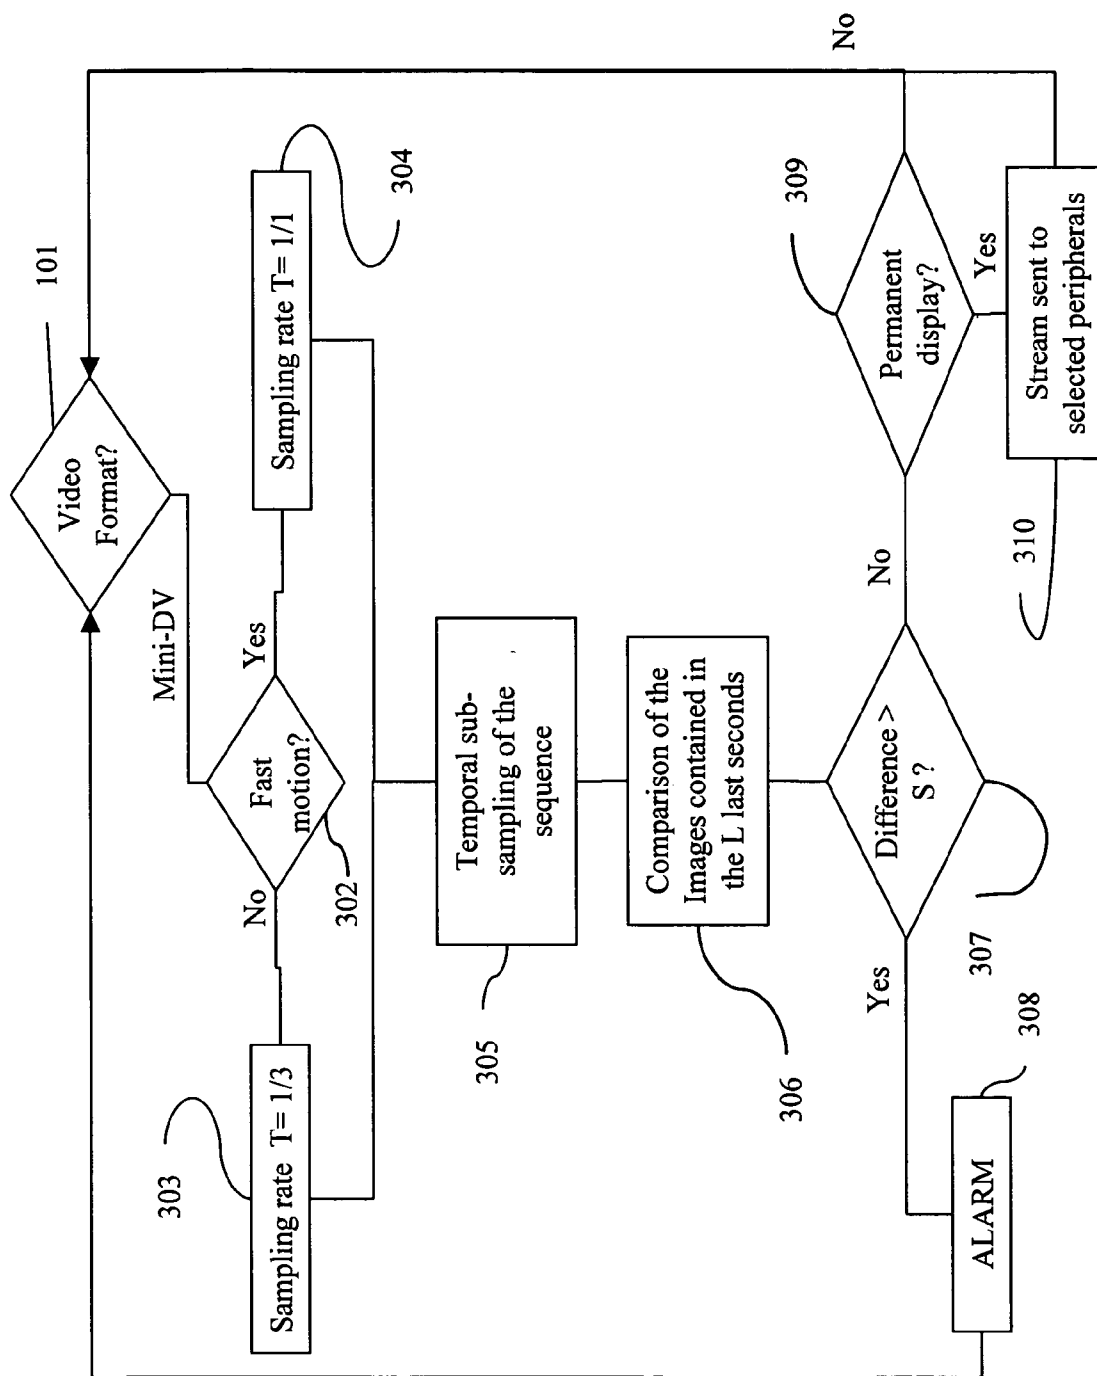 101
Video
Format?
Mini-DV
303
Sampling rate T= 1/3
No
Fast
motion?
302
Yes
Sampling rate T= 1/1
304
305
Temporal sub-
sampling of the
sequence
306
Comparison of the
Images contained in
the L last seconds
Difference >
S ?
307
Yes
308
ALARM
No
309
Permanent
display?
No
Yes
310
Stream sent to
selected peripherals